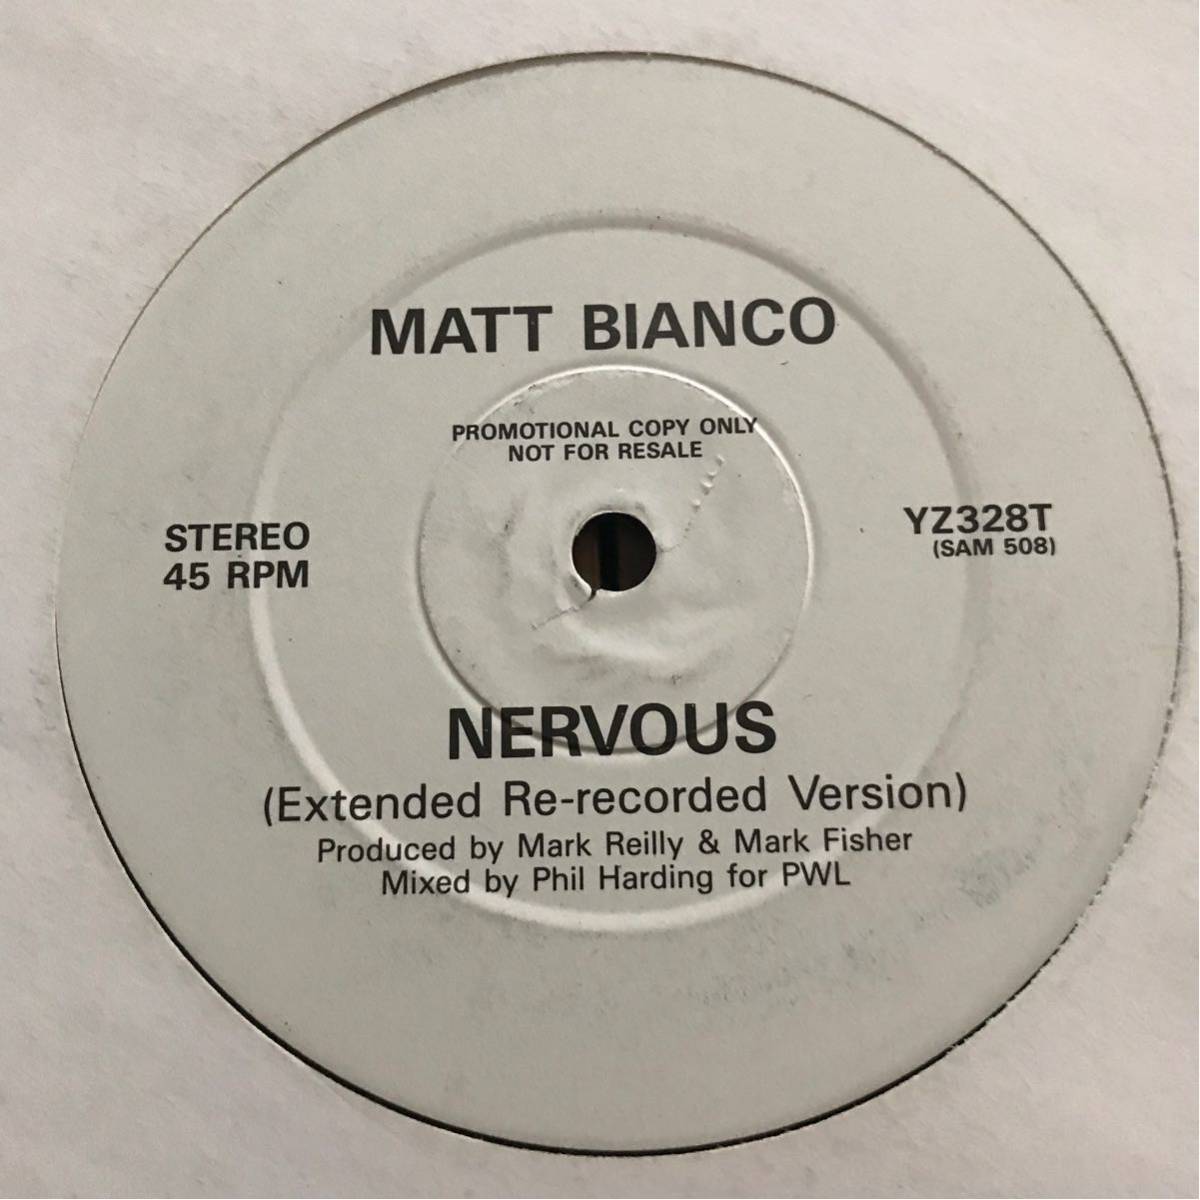 MATT BIANCO
PROMOTIONAL COPY ONLY
NOT FOR RESALE
STEREO
45 RPM
YZ328T
(SAM 508)
NERVOUS
(Extended Re-recorded Version)
Produced by Mark Reilly & Mark Fisher
Mixed by Phil Harding for PWL